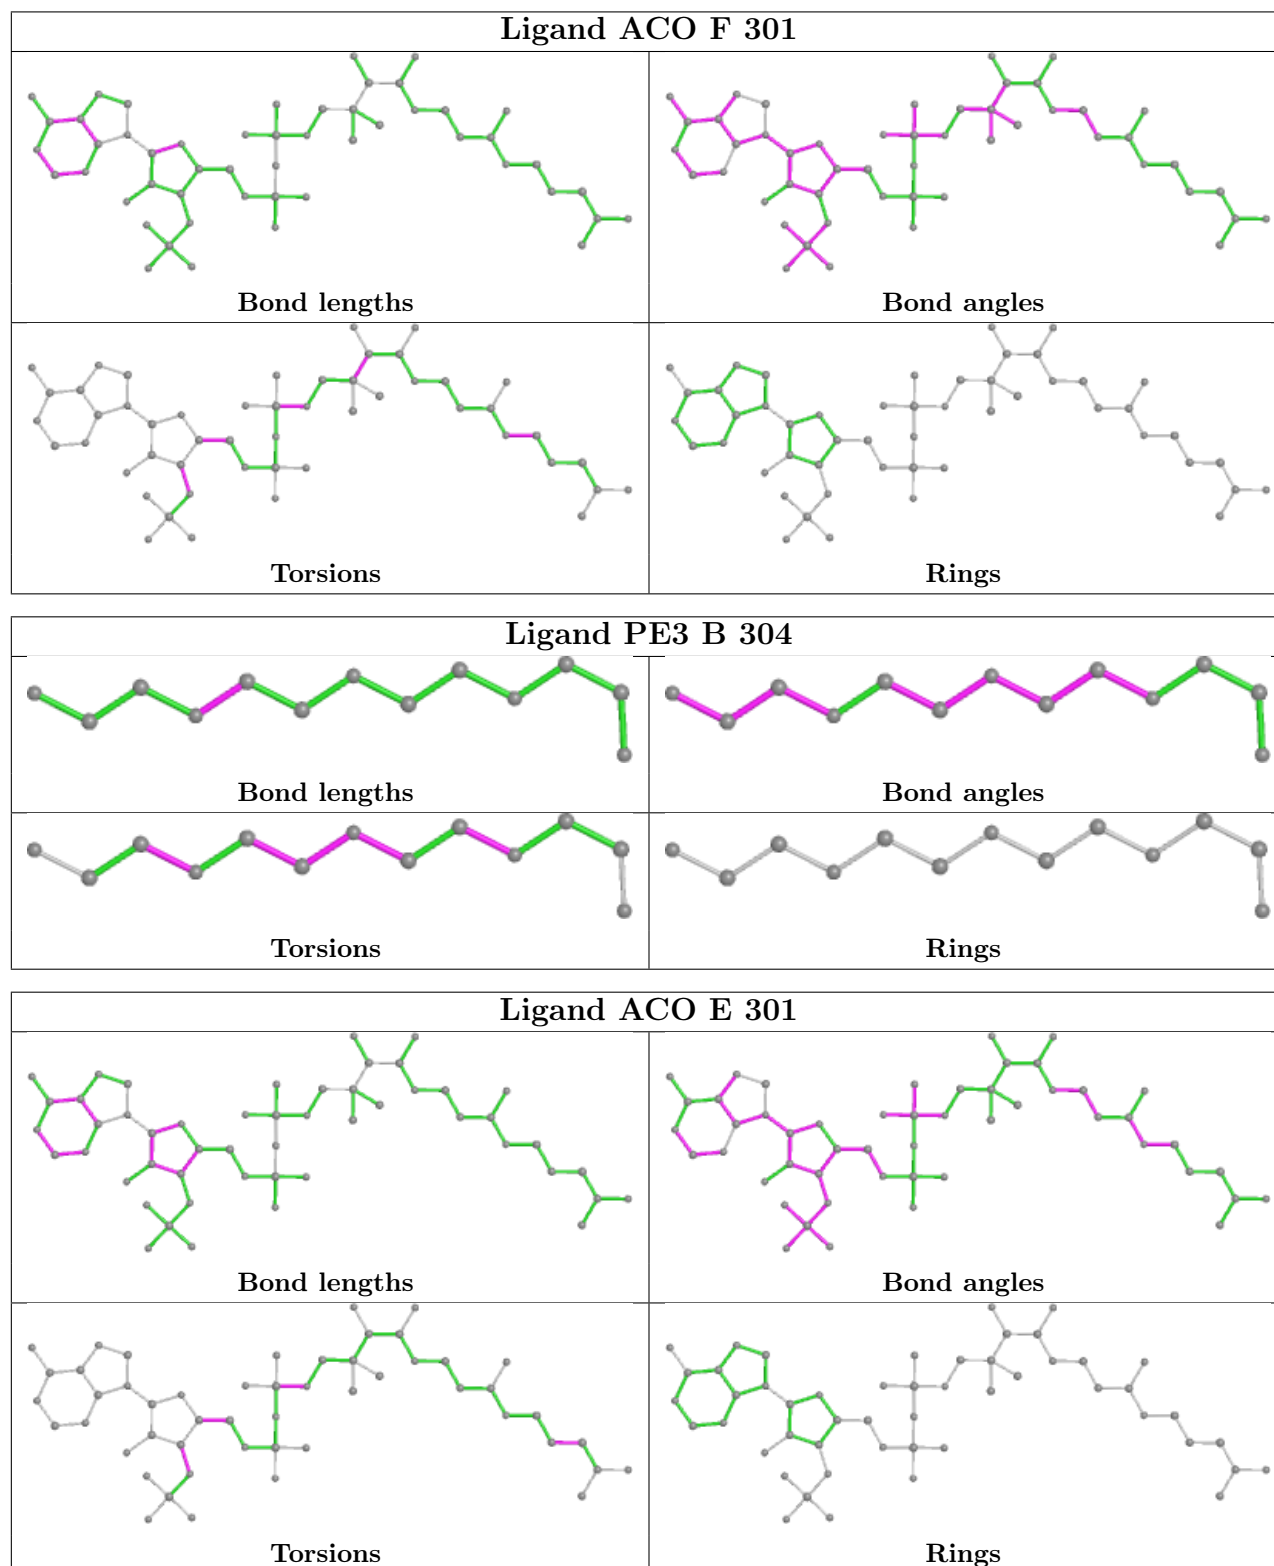 Ligand ACO F 301
Bond lengths
Bond angles
Torsions
Rings
Ligand PE3 B 304
Bond lengths
Bond angles
Torsions
Rings
Ligand ACO E 301
Bond lengths
Bond angles
Torsions
Rings